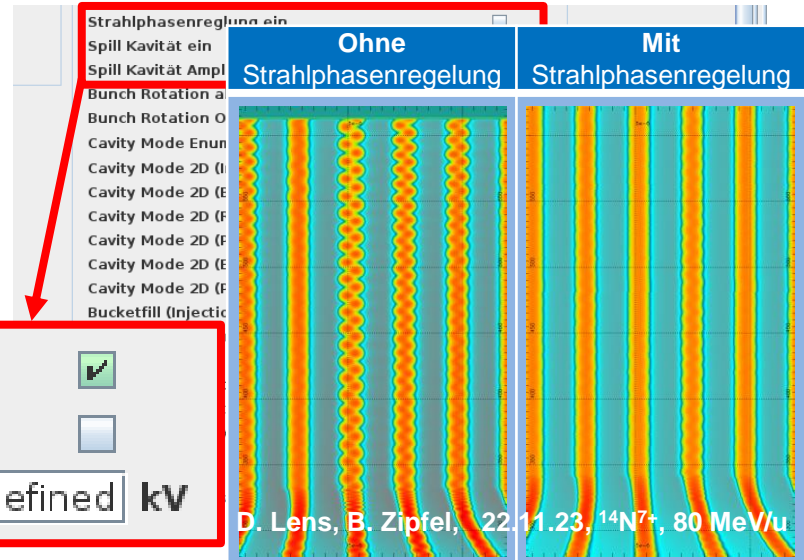 Strahlphasenreglung ein
Spill Kavität ein
Spill Kavität Ampl
Bunch Rotation a
Bunch Rotation O
Cavity Mode Enum
Cavity Mode 2D (I
Cavity Mode 2D (E
Cavity Mode 2D (F
Cavity Mode 2D (F
Cavity Mode 2D (E
Cavity Mode 2D (F
Bucketfill (Injectio
efined kV
Ohne
Strahlphasenregelung
Mit
Strahlphasenregelung
D. Lens, B. Zipfel, 22.11.23, ¹⁴N⁷⁺, 80 MeV/u